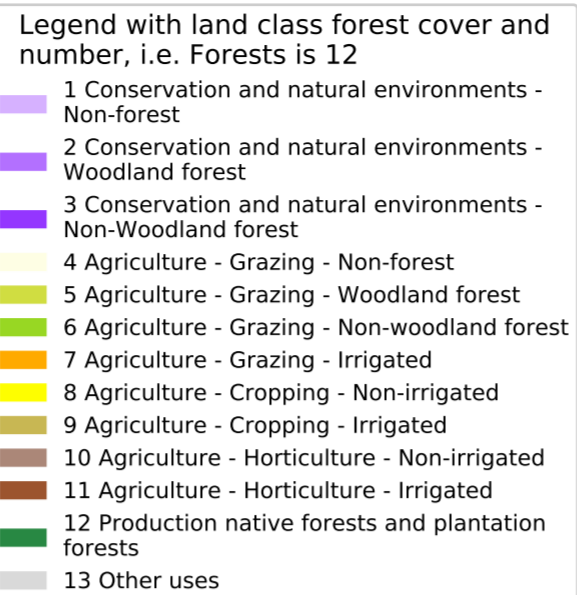 Legend with land class forest cover and
number, i.e. Forests is 12
1 Conservation and natural environments -
Non-forest
2 Conservation and natural environments -
Woodland forest
3 Conservation and natural environments -
Non-Woodland forest
4 Agriculture - Grazing - Non-forest
5 Agriculture - Grazing - Woodland forest
6 Agriculture - Grazing - Non-woodland forest
7 Agriculture - Grazing - Irrigated
8 Agriculture - Cropping - Non-irrigated
9 Agriculture - Cropping - Irrigated
10 Agriculture - Horticulture - Non-irrigated
11 Agriculture - Horticulture - Irrigated
12 Production native forests and plantation
forests
13 Other uses